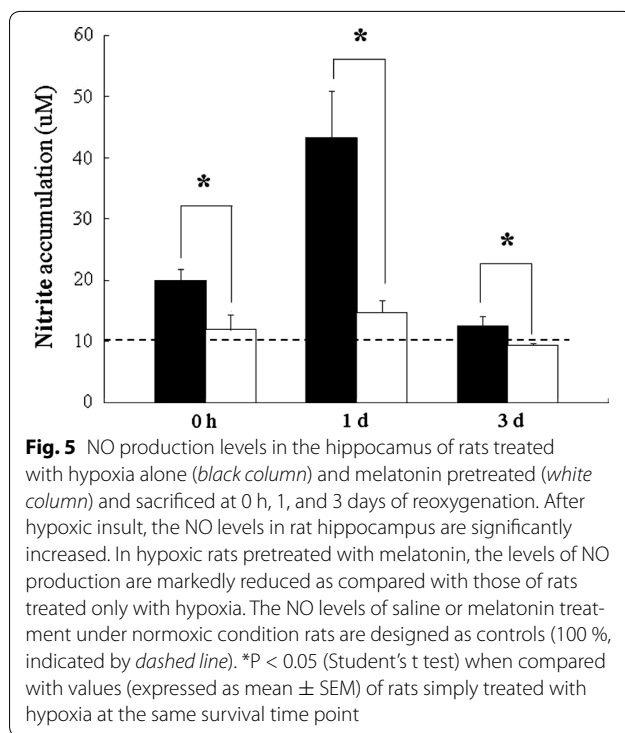 60
50
40
30
20
10
0
Nitrite accumulation (uM)
*
*
*
0 h 1 d 3 d
Fig. 5 NO production levels in the hippocampus of rats treated
with hypoxia alone (black column) and melatonin pretreated (white
column) and sacrificed at 0 h, 1, and 3 days of reoxygenation. After
hypoxic insult, the NO levels in rat hippocampus are significantly
increased. In hypoxic rats pretreated with melatonin, the levels of NO
production are markedly reduced as compared with those of rats
treated only with hypoxia. The NO levels of saline or melatonin treat-
ment under normoxic condition rats are designed as controls (100 %,
indicated by dashed line). *P < 0.05 (Student’s t test) when compared
with values (expressed as mean ± SEM) of rats simply treated with
hypoxia at the same survival time point